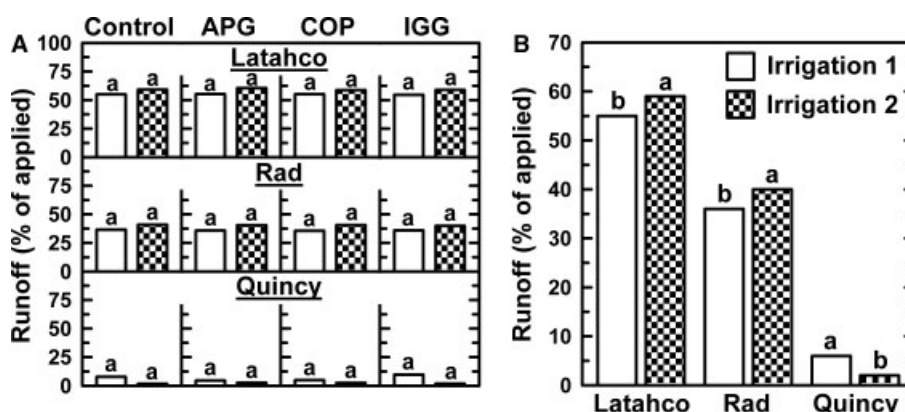 Control APG COP IGG
A
B
Runoff (% of applied)
100
75
50
25
0
Latahco
a a a a a a a a
75
50
25
0
Rad
a a a a a a a a
75
50
25
0
Quincy
a a a a a a a a
Runoff (% of applied)
70
60
50
40
30
20
10
0
Irrigation 1
Irrigation 2
b a
b a
a b
Latahco Rad Quincy